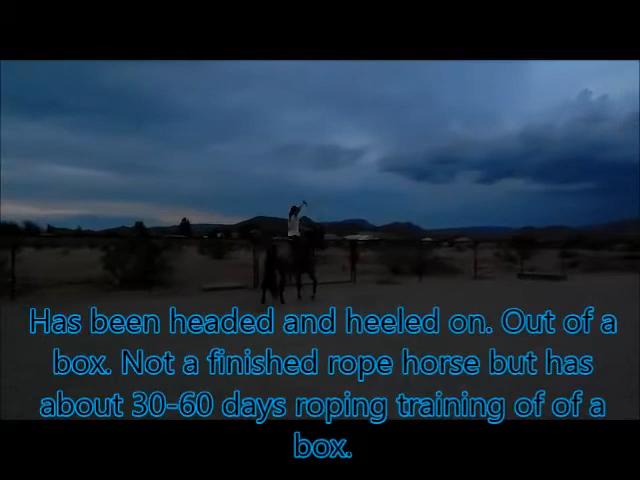 Has been headed and heeled on. Out of a
box. Not a finished rope horse but has
about 30-60 days roping training of of a
box.